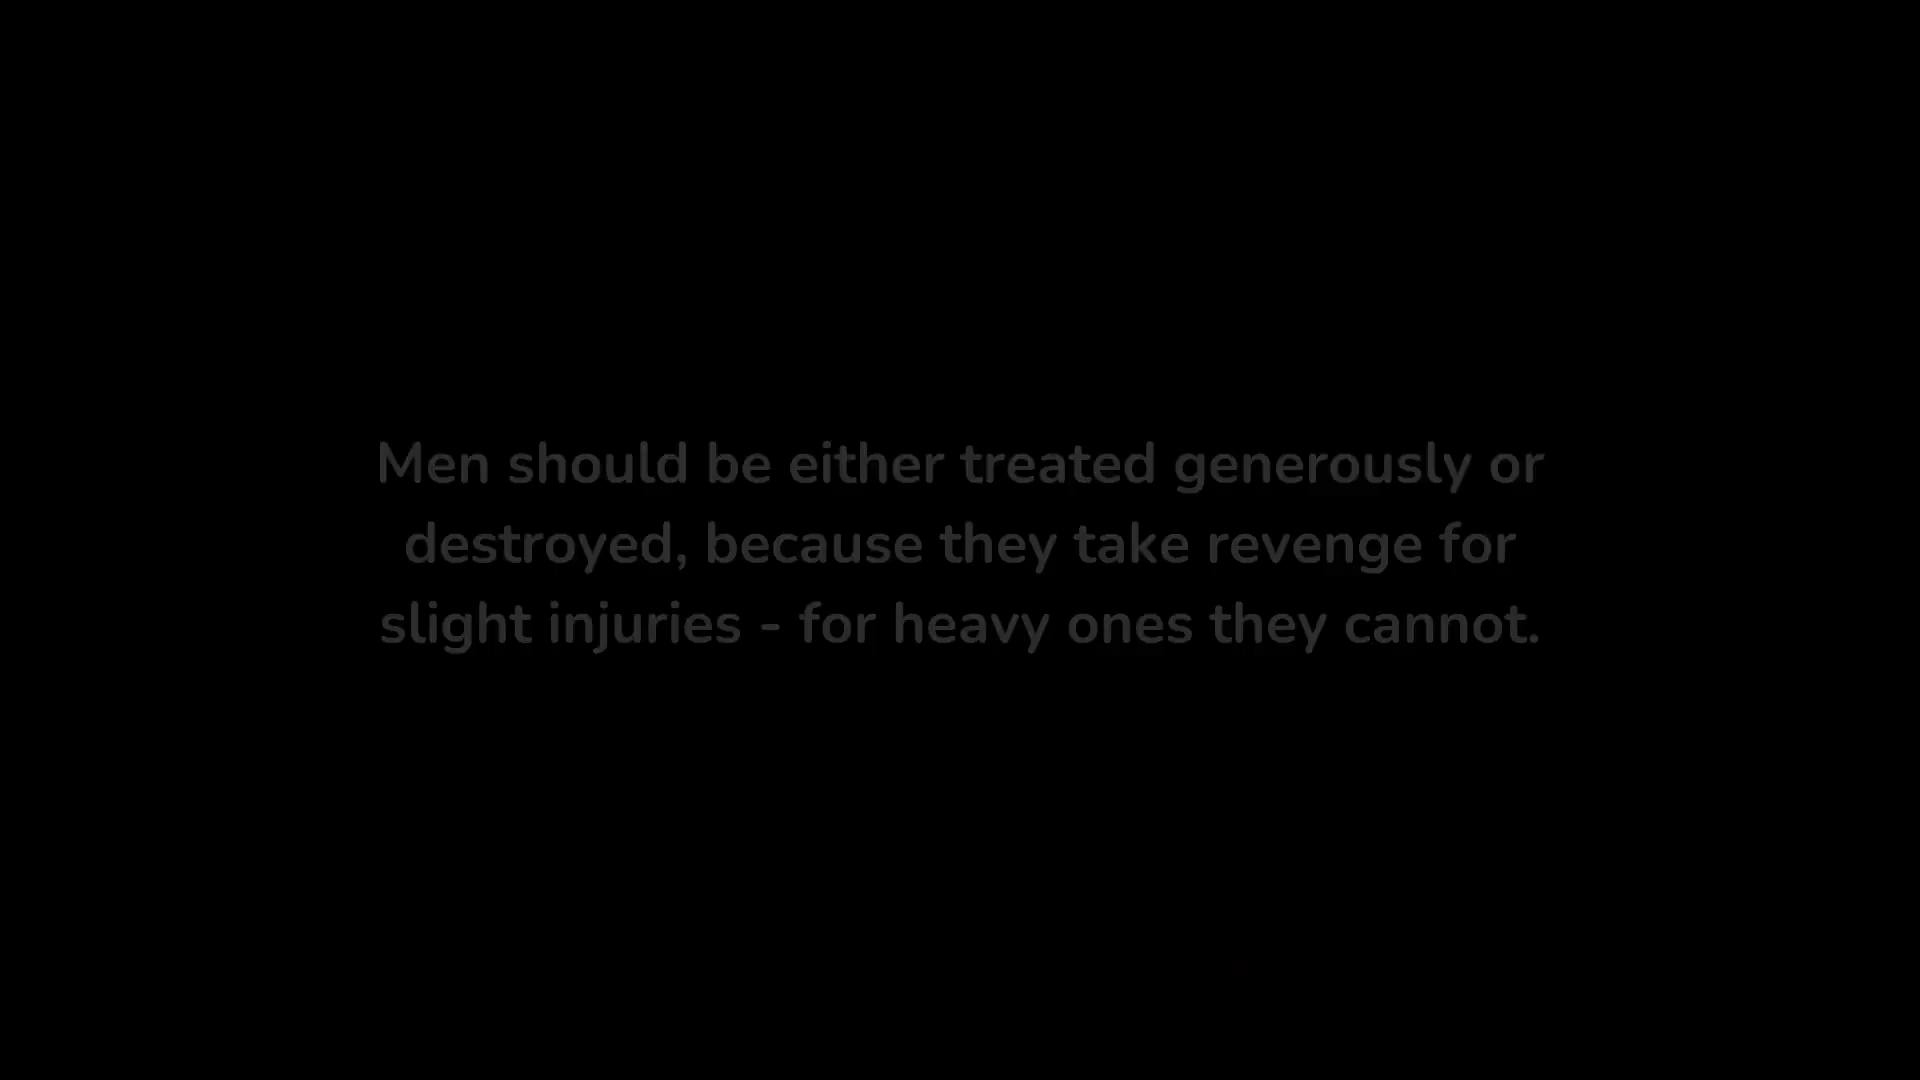 Men should be either treated generously or
destroyed, because they take revenge for
slight injuries - for heavy ones they cannot.